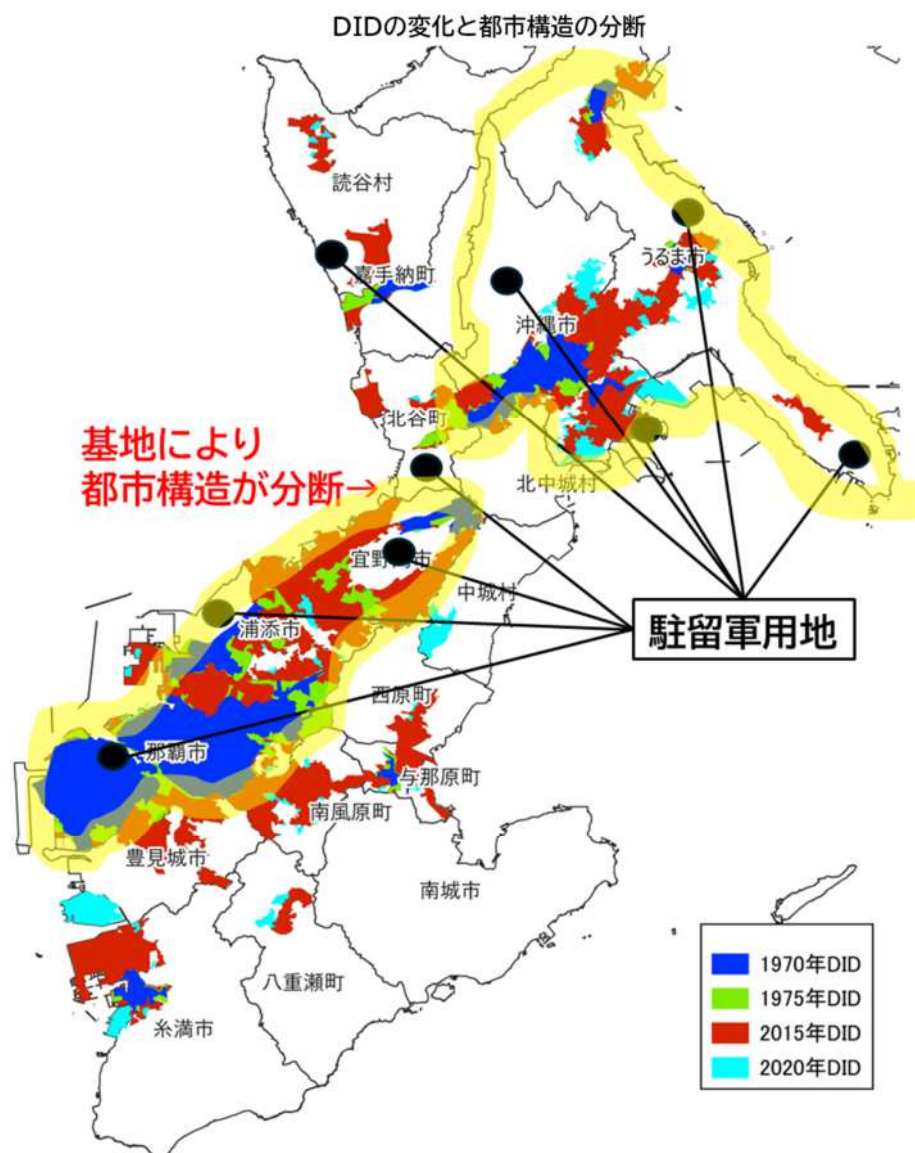 DIDの変化と都市構造の分断
読谷村
うるま市
嘉手納町
沖縄市
北谷町
基地により
都市構造が分断→
北中城村
宜野湾市
中城村
浦添市
駐留軍用地
西原町
那覇市
与那原町
南風原町
豊見城市
南城市
八重瀬町
糸満市
1970年DID
1975年DID
2015年DID
2020年DID